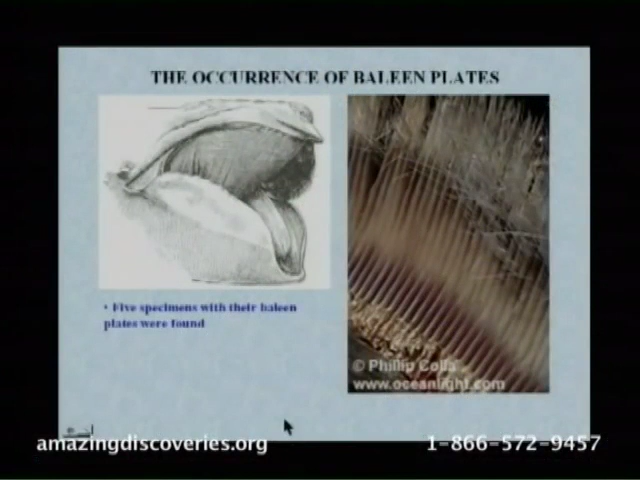 THE OCCURRENCE OF BALEEN PLATES
• Five specimens with their baleen
plates were found
© Phillip Colla
www.oceanlight.com
amazingdiscoveries.org
1-866-572-9457